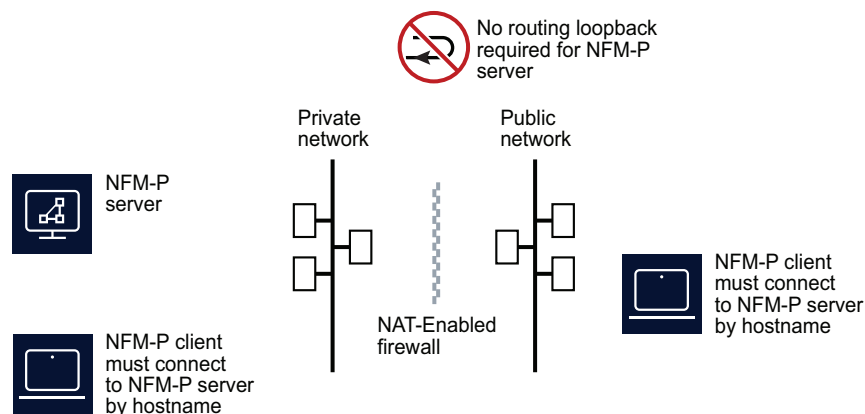 No routing loopback
required for NFM-P
server
Private
network
Public
network
NFM-P
server
NFM-P client
must connect
to NFM-P server
by hostname
NAT-Enabled
firewall
NFM-P client
must connect
to NFM-P server
by hostname